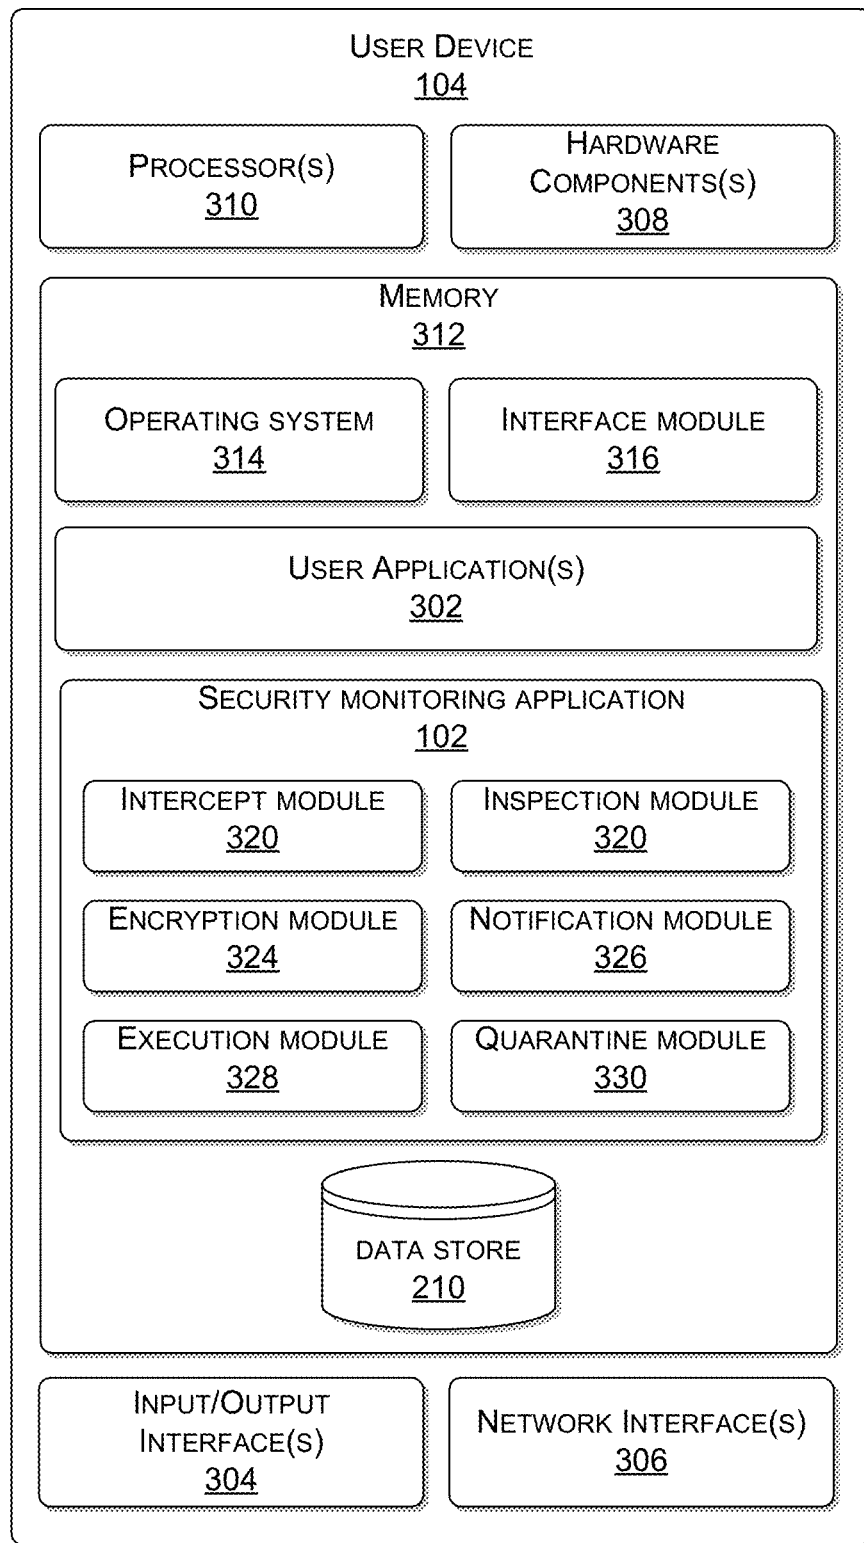 USER DEVICE
104
PROCESSOR(S)
310
HARDWARE
COMPONENTS(S)
308
MEMORY
312
OPERATING SYSTEM
314
INTERFACE MODULE
316
USER APPLICATION(S)
302
SECURITY MONITORING APPLICATION
102
INTERCEPT MODULE
320
INSPECTION MODULE
320
ENCRYPTION MODULE
324
NOTIFICATION MODULE
326
EXECUTION MODULE
328
QUARANTINE MODULE
330
DATA STORE
210
INPUT/OUTPUT
INTERFACE(S)
304
NETWORK INTERFACE(S)
306